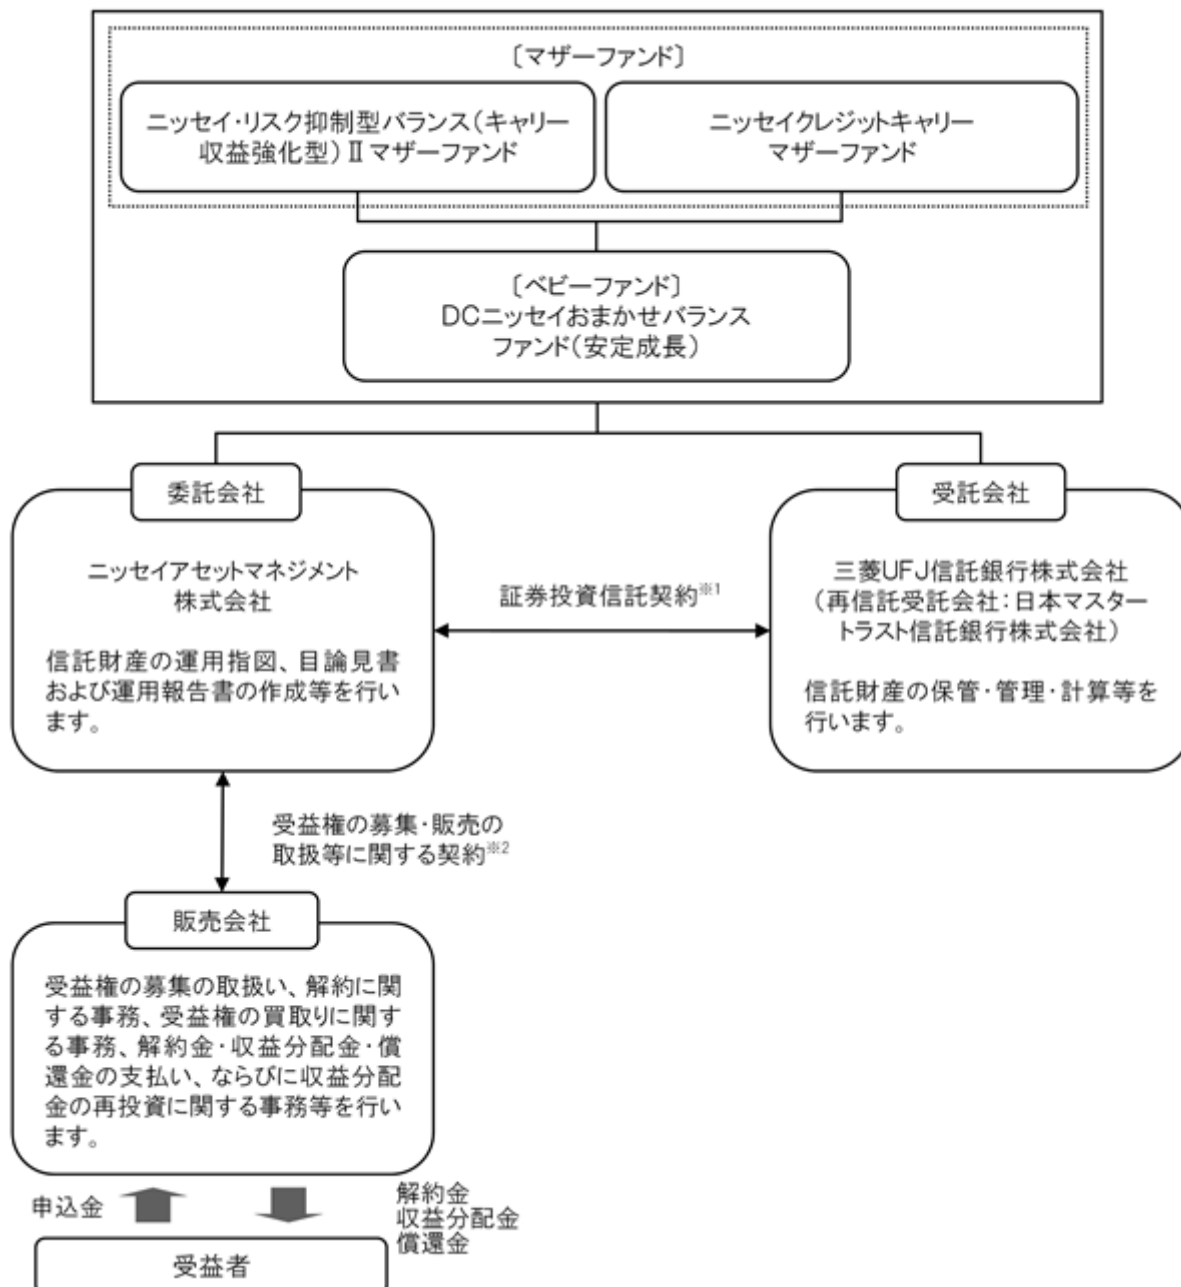 〔マザーファンド〕
ニッセイ・リスク抑制型バランス（キャリー
収益強化型）Ⅱマザーファンド
ニッセイクレジットキャリー
マザーファンド
〔ベビーファンド〕
DCニッセイおまかせバランス
ファンド（安定成長）
委託会社
ニッセイアセットマネジメント
株式会社
信託財産の運用指図、目論見書
および運用報告書の作成等を行い
ます。
証券投資信託契約※1
受託会社
三菱UFJ信託銀行株式会社
（再信託受託会社：日本マスター
トラスト信託銀行株式会社）
信託財産の保管・管理・計算等を
行います。
受益権の募集・販売の
取扱等に関する契約※2
販売会社
受益権の募集の取扱い、解約に関
する事務、受益権の買取りに関す
る事務、解約金・収益分配金・償
還金の支払い、ならびに収益分配
金の再投資に関する事務等を行い
ます。
申込金
解約金
収益分配金
償還金
受益者